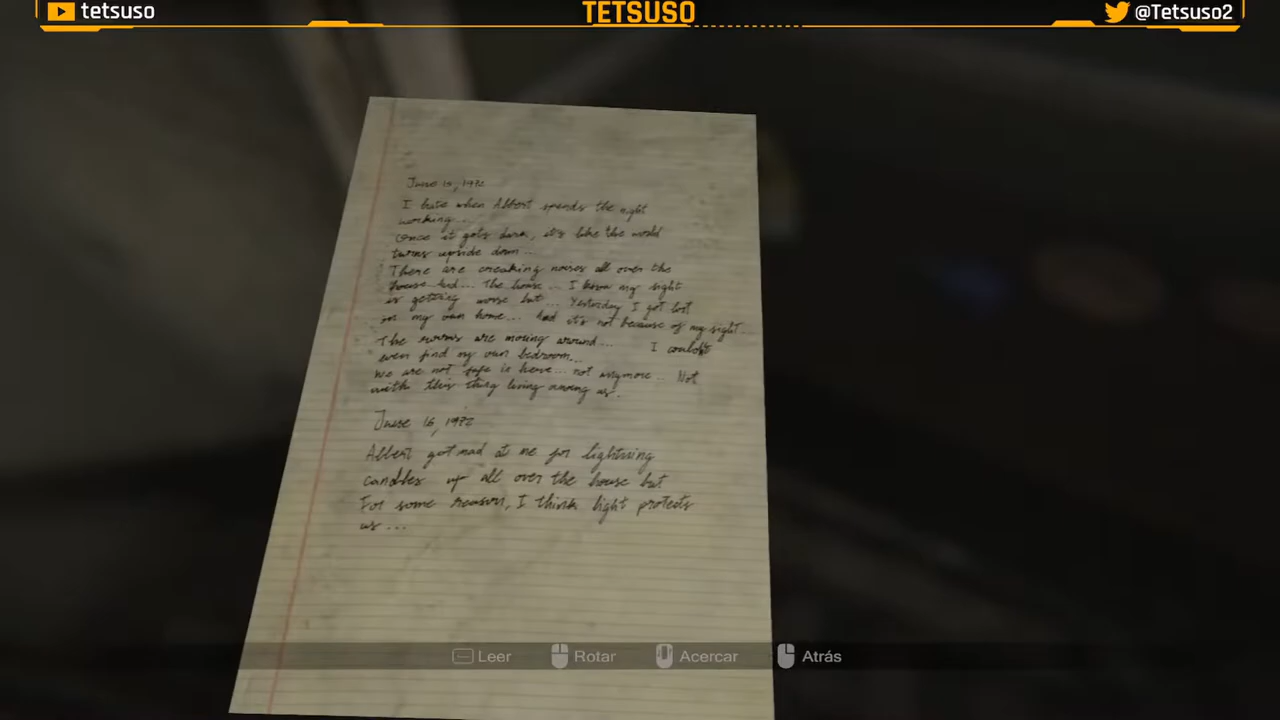 tetsuso
TETSUSO
@Tetsuso2
June 15, 1972
I hate when Albert spends the night
working...
Once it gets dark, it's like the world
turns upside down...
There are creaking noises all over the
house and... The house... I know my sight
is getting worse but... Yesterday I got lost
in my own home... And it's not because of my sight...
The rooms are moving around... I couldn't
even find my own bedroom...
We are not safe in here... not anymore... Not
with this thing living among us.
June 16, 1972
Albert got mad at me for lightning
candles up all over the house but
For some reason, I think light protects
us...
Leer
Rotar
Acercar
Atrás